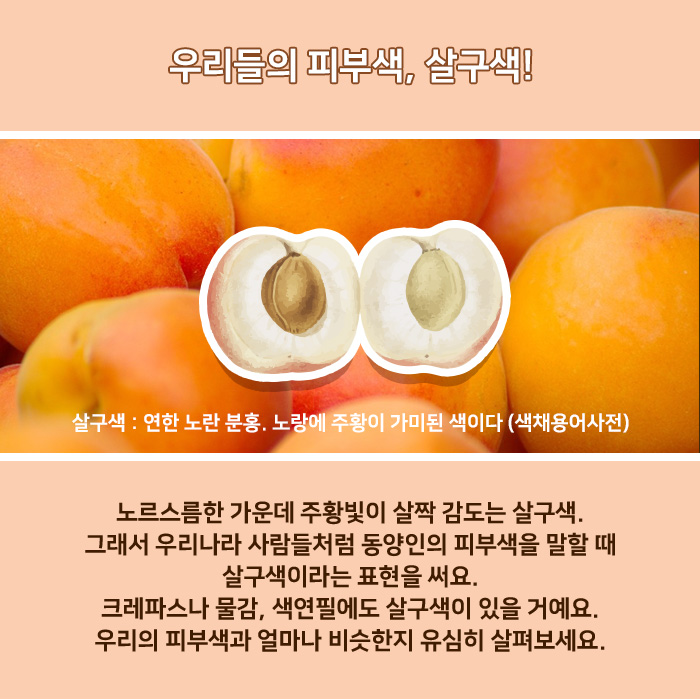 우리들의 피부색, 살구색!
살구색 : 연한 노란 분홍. 노랑에 주황이 가미된 색이다 (색채용어사전)
노르스름한 가운데 주황빛이 살짝 감도는 살구색.
그래서 우리나라 사람들처럼 동양인의 피부색을 말할 때
살구색이라는 표현을 써요.
크레파스나 물감, 색연필에도 살구색이 있을 거예요.
우리의 피부색과 얼마나 비슷한지 유심히 살펴보세요.